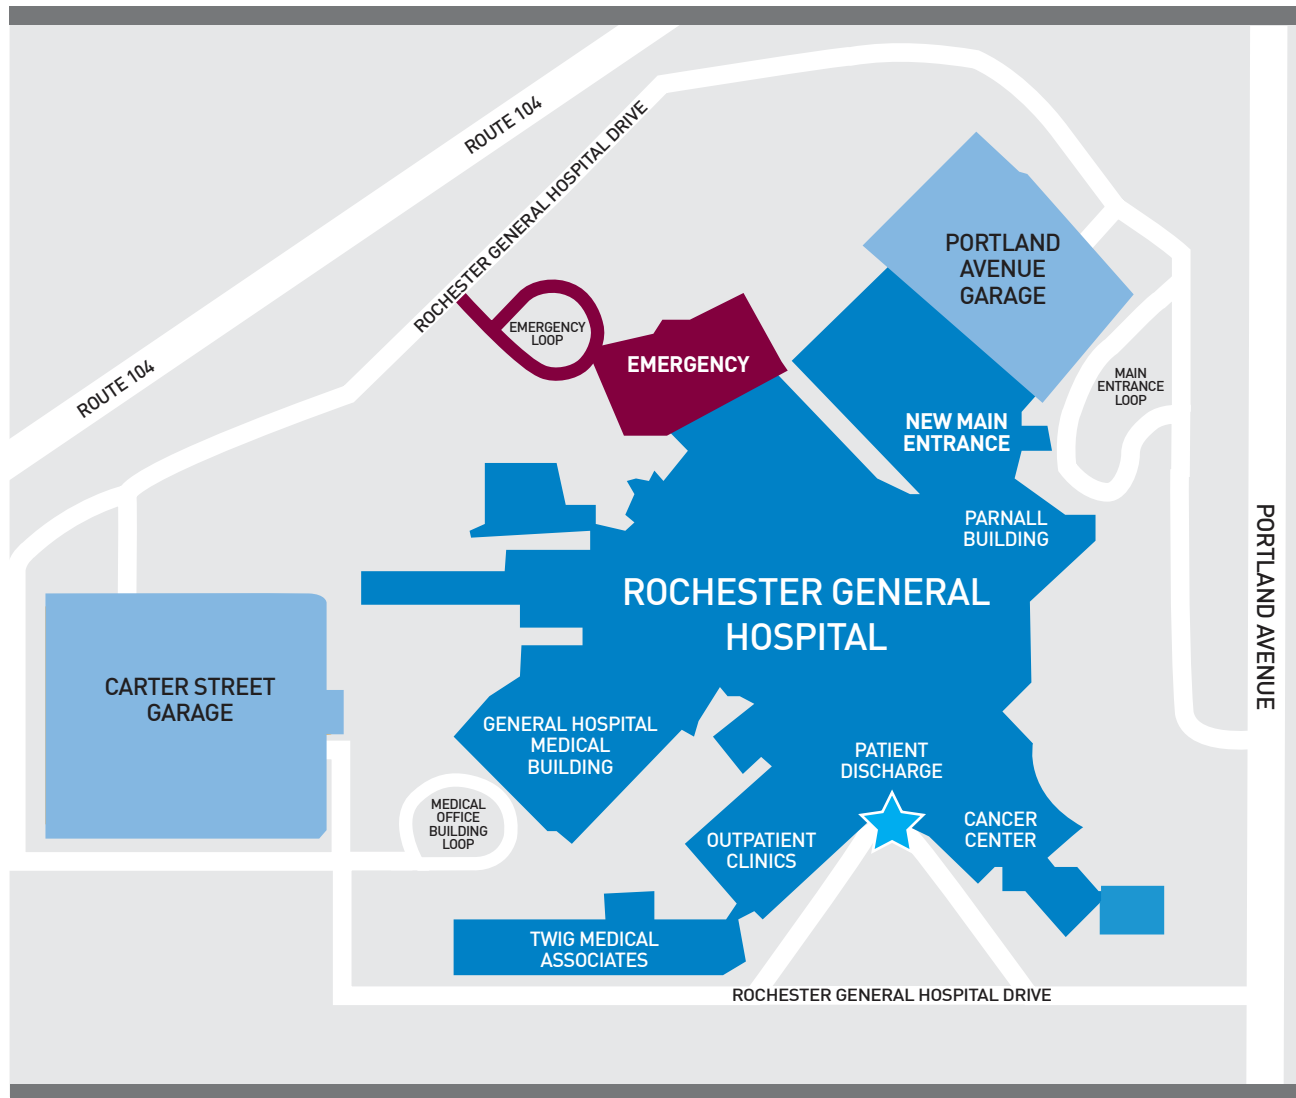 ROUTE 104
ROCHESTER GENERAL HOSPITAL DRIVE
PORTLAND
AVENUE
GARAGE
EMERGENCY
LOOP
EMERGENCY
ROUTE 104
MAIN
ENTRANCE
LOOP
NEW MAIN
ENTRANCE
PARNALL
BUILDING
PORTLAND AVENUE
ROCHESTER GENERAL
HOSPITAL
CARTER STREET
GARAGE
GENERAL HOSPITAL
MEDICAL
BUILDING
PATIENT
DISCHARGE
MEDICAL
OFFICE
BUILDING
LOOP
OUTPATIENT
CLINICS
CANCER
CENTER
TWIG MEDICAL
ASSOCIATES
ROCHESTER GENERAL HOSPITAL DRIVE